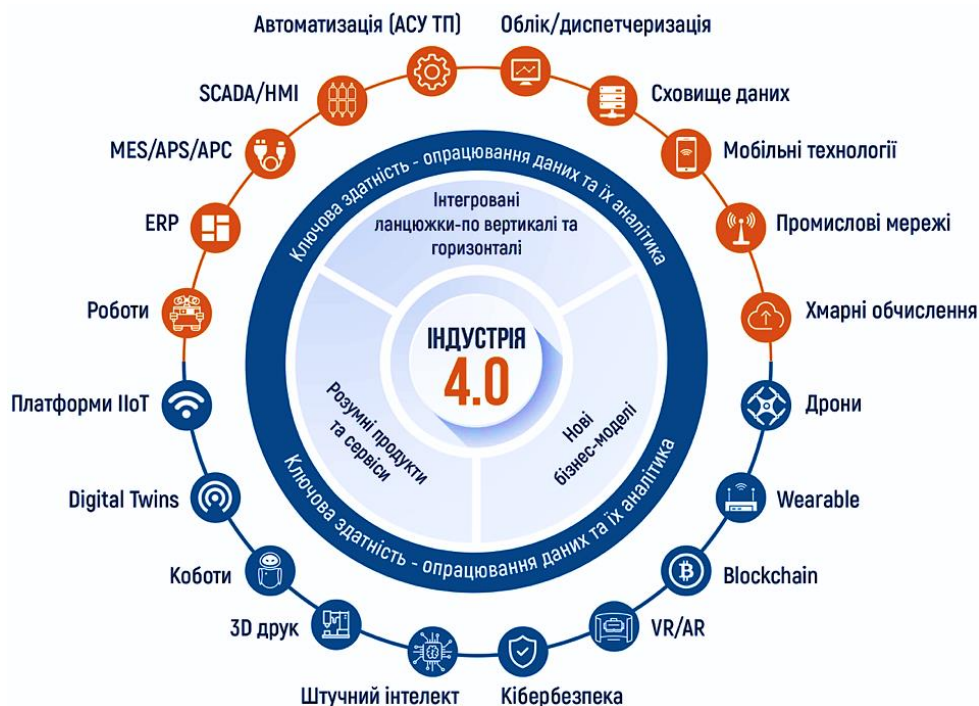 Автоматизація (АСУ ТП)
Облік/диспетчеризація
SCADA/HMI
Сховище даних
MES/APS/APC
Мобільні технології
ERP
Промислові мережі
Роботи
Хмарні обчислення
Платформи IIoT
Дрони
Digital Twins
Wearable
Коботи
Blockchain
3D друк
VR/AR
Штучний інтелект
Кібербезпека
Ключова здатність - опрацювання даних та їх аналітика
Інтегровані
ланцюжки-по вертикалі та
горизонталі
ІНДУСТРІЯ
4.0
Розумні продукти
та сервіси
Нові
бізнес-моделі
Ключова здатність - опрацювання даних та їх аналітика